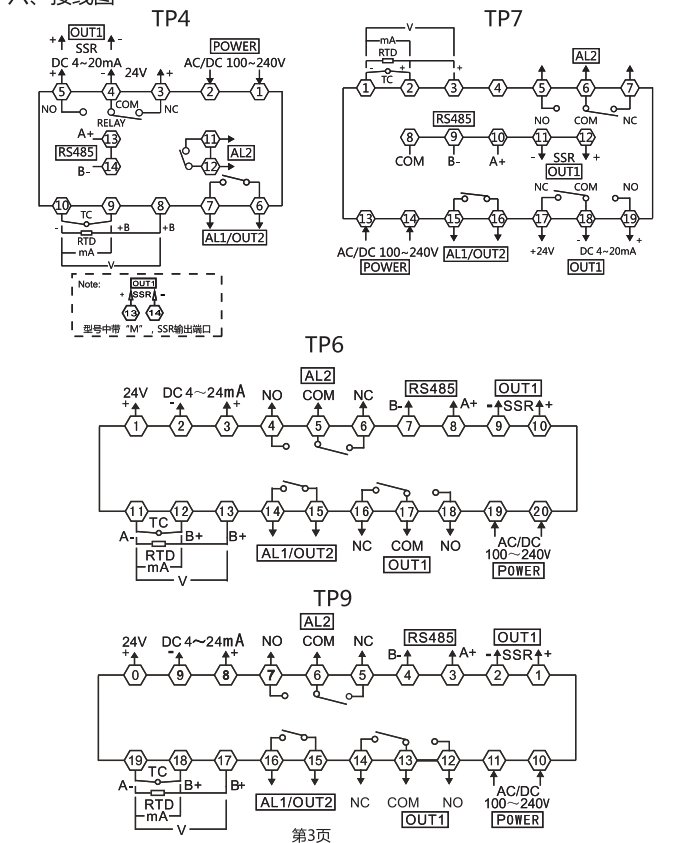 八、接线图
TP4
OUT1
+ SSR -
DC 4~20mA 24V
+ - +
POWER
AC/DC 100~240V
5 4 3 2 1
NO COM NC
RELAY
A+ 13
RS485
B- 14
11
12
AL2
10 9 8 7 6
TC
- +B +B
RTD
mA
V
AL1/OUT2
Note:
OUT1
+ SSR -
13 14
型号中带 “M” , SSR输出端口
TP7
V
mA
RTD
- + +
TC
AL2
1 2 3 4 5 6 7
NO COM NC
RS485
8 9 10 11 12
COM B- A+ - SSR +
OUT1
NC COM NO
13 14 15 16 17 18 19
AC/DC 100~240V
POWER
AL1/OUT2
+24V - DC 4~20mA +
OUT1
TP6
AL2
24V DC 4～24mA NO COM NC
RS485 OUT1
+ - + B- A+ - SSR +
1 2 3 4 5 6 7 8 9 10
11 12 13 14 15 16 17 18 19 20
TC
A- B+ B+
RTD
mA
V
AL1/OUT2
NC COM NO
OUT1
AC/DC
100～240V
POWER
TP9
AL2
24V DC 4～24mA NO COM NC
RS485 OUT1
+ - + B- A+ - SSR +
0 9 8 7 6 5 4 3 2 1
19 18 17 16 15 14 13 12 11 10
TC
A- B+ B+
RTD
mA
V
AL1/OUT2
NC COM NO
OUT1
AC/DC
100～240V
POWER
第3页